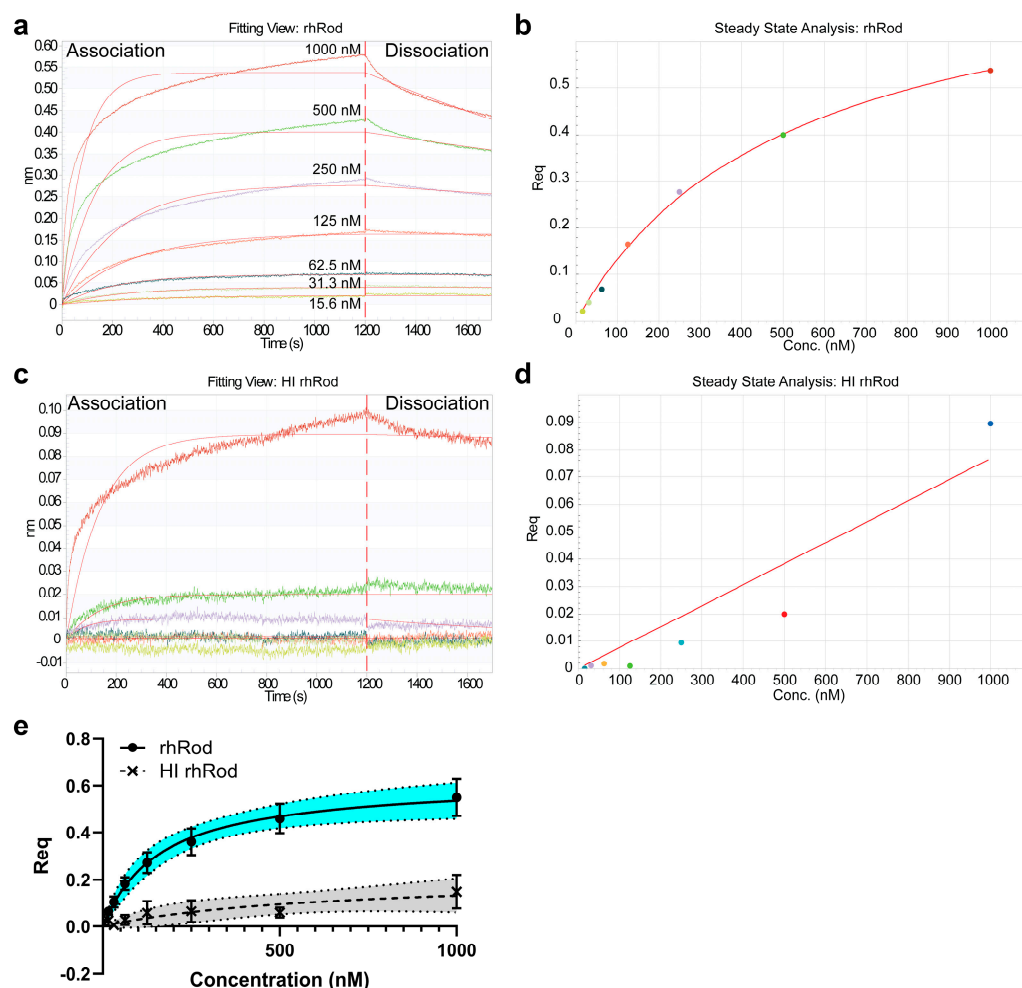 a
Fitting View: rhRod
Association
Dissociation
1000 nM
500 nM
250 nM
125 nM
62.5 nM
31.3 nM
15.6 nM
nm
0.60
0.55
0.50
0.45
0.40
0.35
0.30
0.25
0.20
0.15
0.10
0.05
0
0 200 400 600 800 1000 1200 1400 1600
Time (s)
b
Steady State Analysis: rhRod
Req
0.5
0.4
0.3
0.2
0.1
0
0 100 200 300 400 500 600 700 800 900 1000
Conc. (nM)
c
Fitting View: HI rhRod
Association
Dissociation
nm
0.10
0.09
0.08
0.07
0.06
0.05
0.04
0.03
0.02
0.01
0
-0.01
0 200 400 600 800 1000 1200 1400 1600
Time (s)
d
Steady State Analysis: HI rhRod
Req
0.09
0.08
0.07
0.06
0.05
0.04
0.03
0.02
0.01
0
0 100 200 300 400 500 600 700 800 900 1000
Conc. (nM)
e
rhRod
HI rhRod
Req
0.8
0.6
0.4
0.2
0.0
-0.2
500 1000
Concentration (nM)